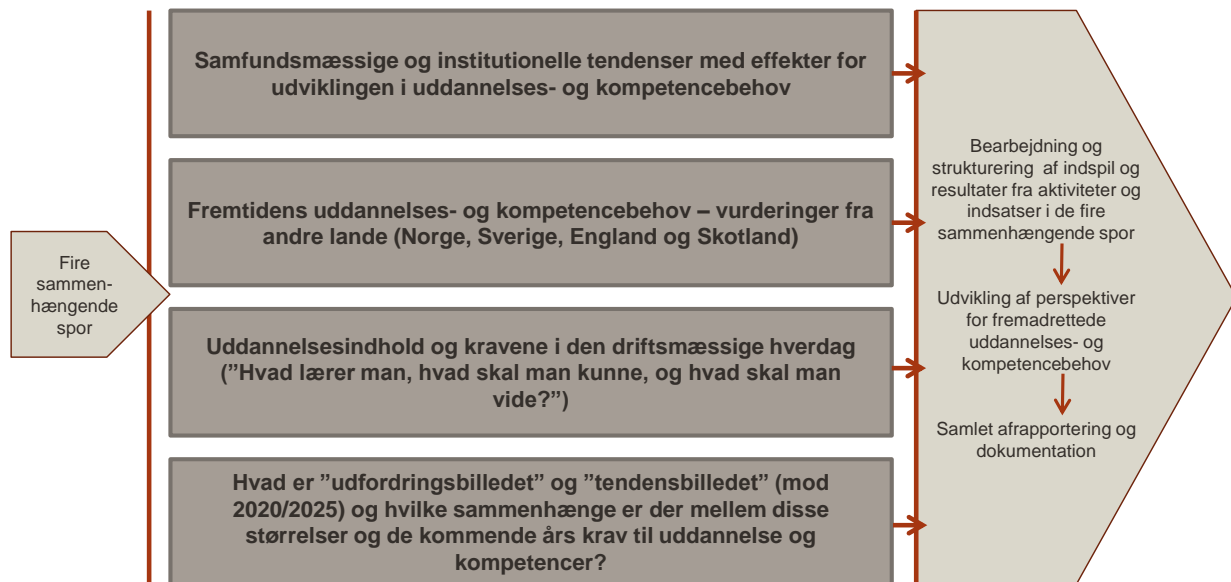 Fire
sammen-
hængende
spor
Samfundsmæssige og institutionelle tendenser med effekter for
udviklingen i uddannelses- og kompetencebehov
Fremtidens uddannelses- og kompetencebehov – vurderinger fra
andre lande (Norge, Sverige, England og Skotland)
Uddannelsesindhold og kravene i den driftsmæssige hverdag
(”Hvad lærer man, hvad skal man kunne, og hvad skal man
vide?”)
Hvad er ”udfordringsbilledet” og ”tendensbilledet” (mod
2020/2025) og hvilke sammenhænge er der mellem disse
størrelser og de kommende års krav til uddannelse og
kompetencer?
Bearbejdning og
strukturering af indspil og
resultater fra aktiviteter og
indsatser i de fire
sammenhængende spor
Udvikling af perspektiver
for fremadrettede
uddannelses- og
kompetencebehov
Samlet afrapportering og
dokumentation